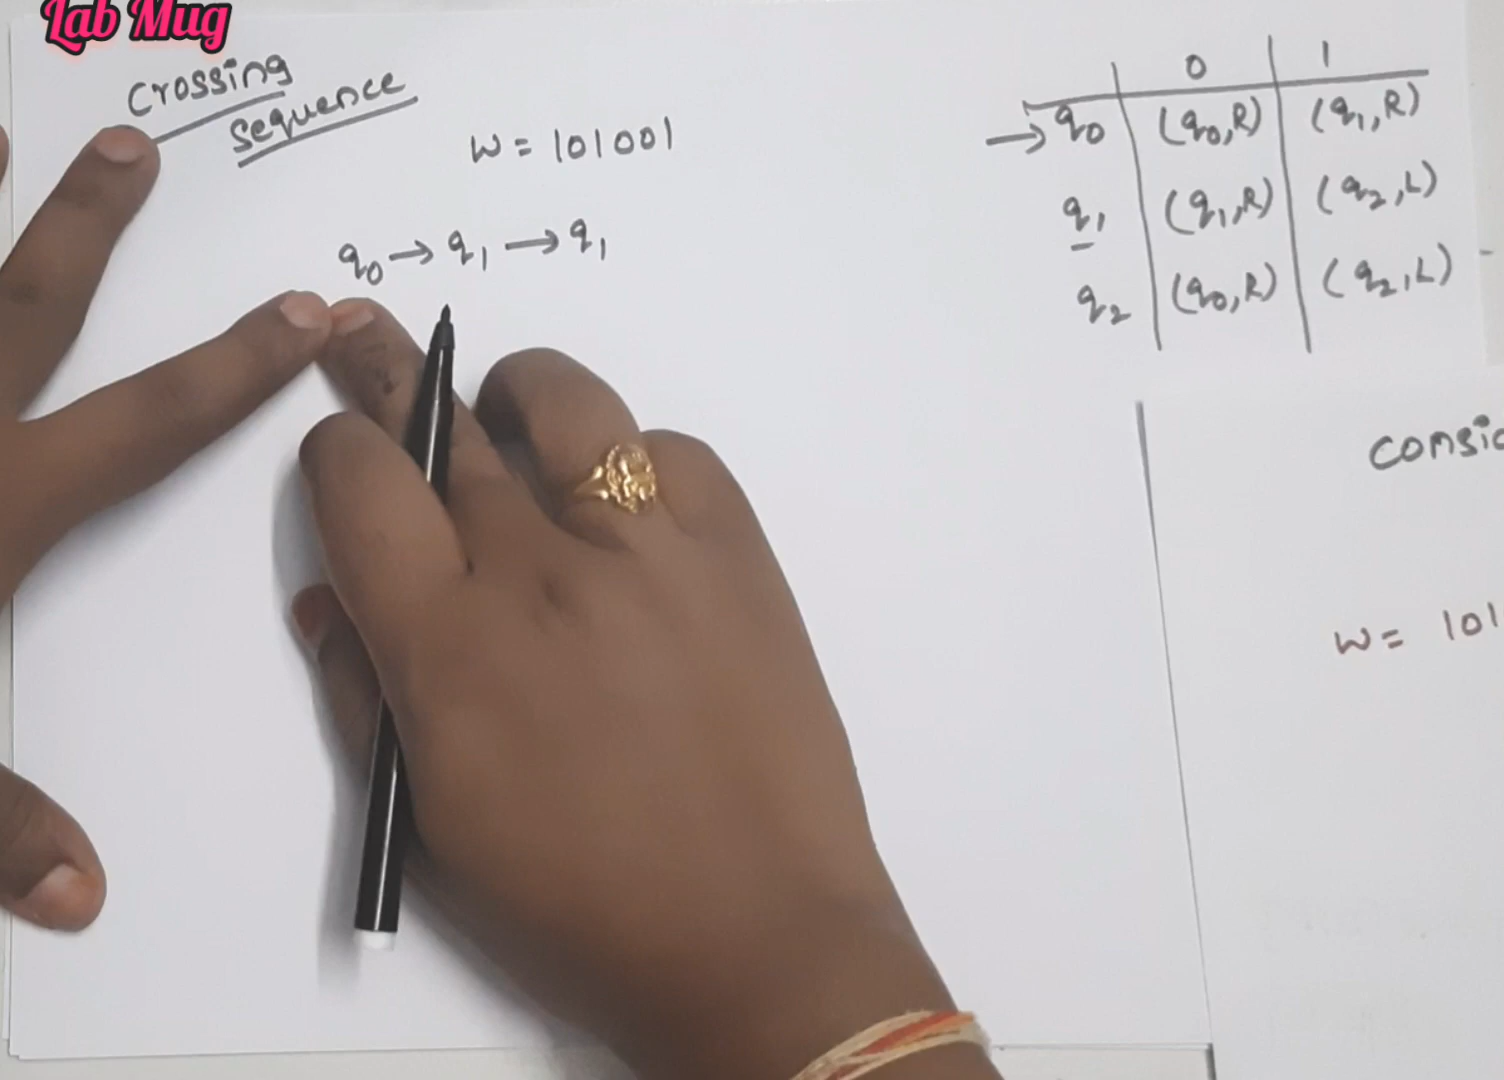 Lab Mug
Crossing
Sequence
W = 101001
q0 → q1 → q1
0 1
→ q0 (q0,R) (q1,R)
q1 (q1,R) (q2,L)
q2 (q0,R) (q2,L)
W = 101